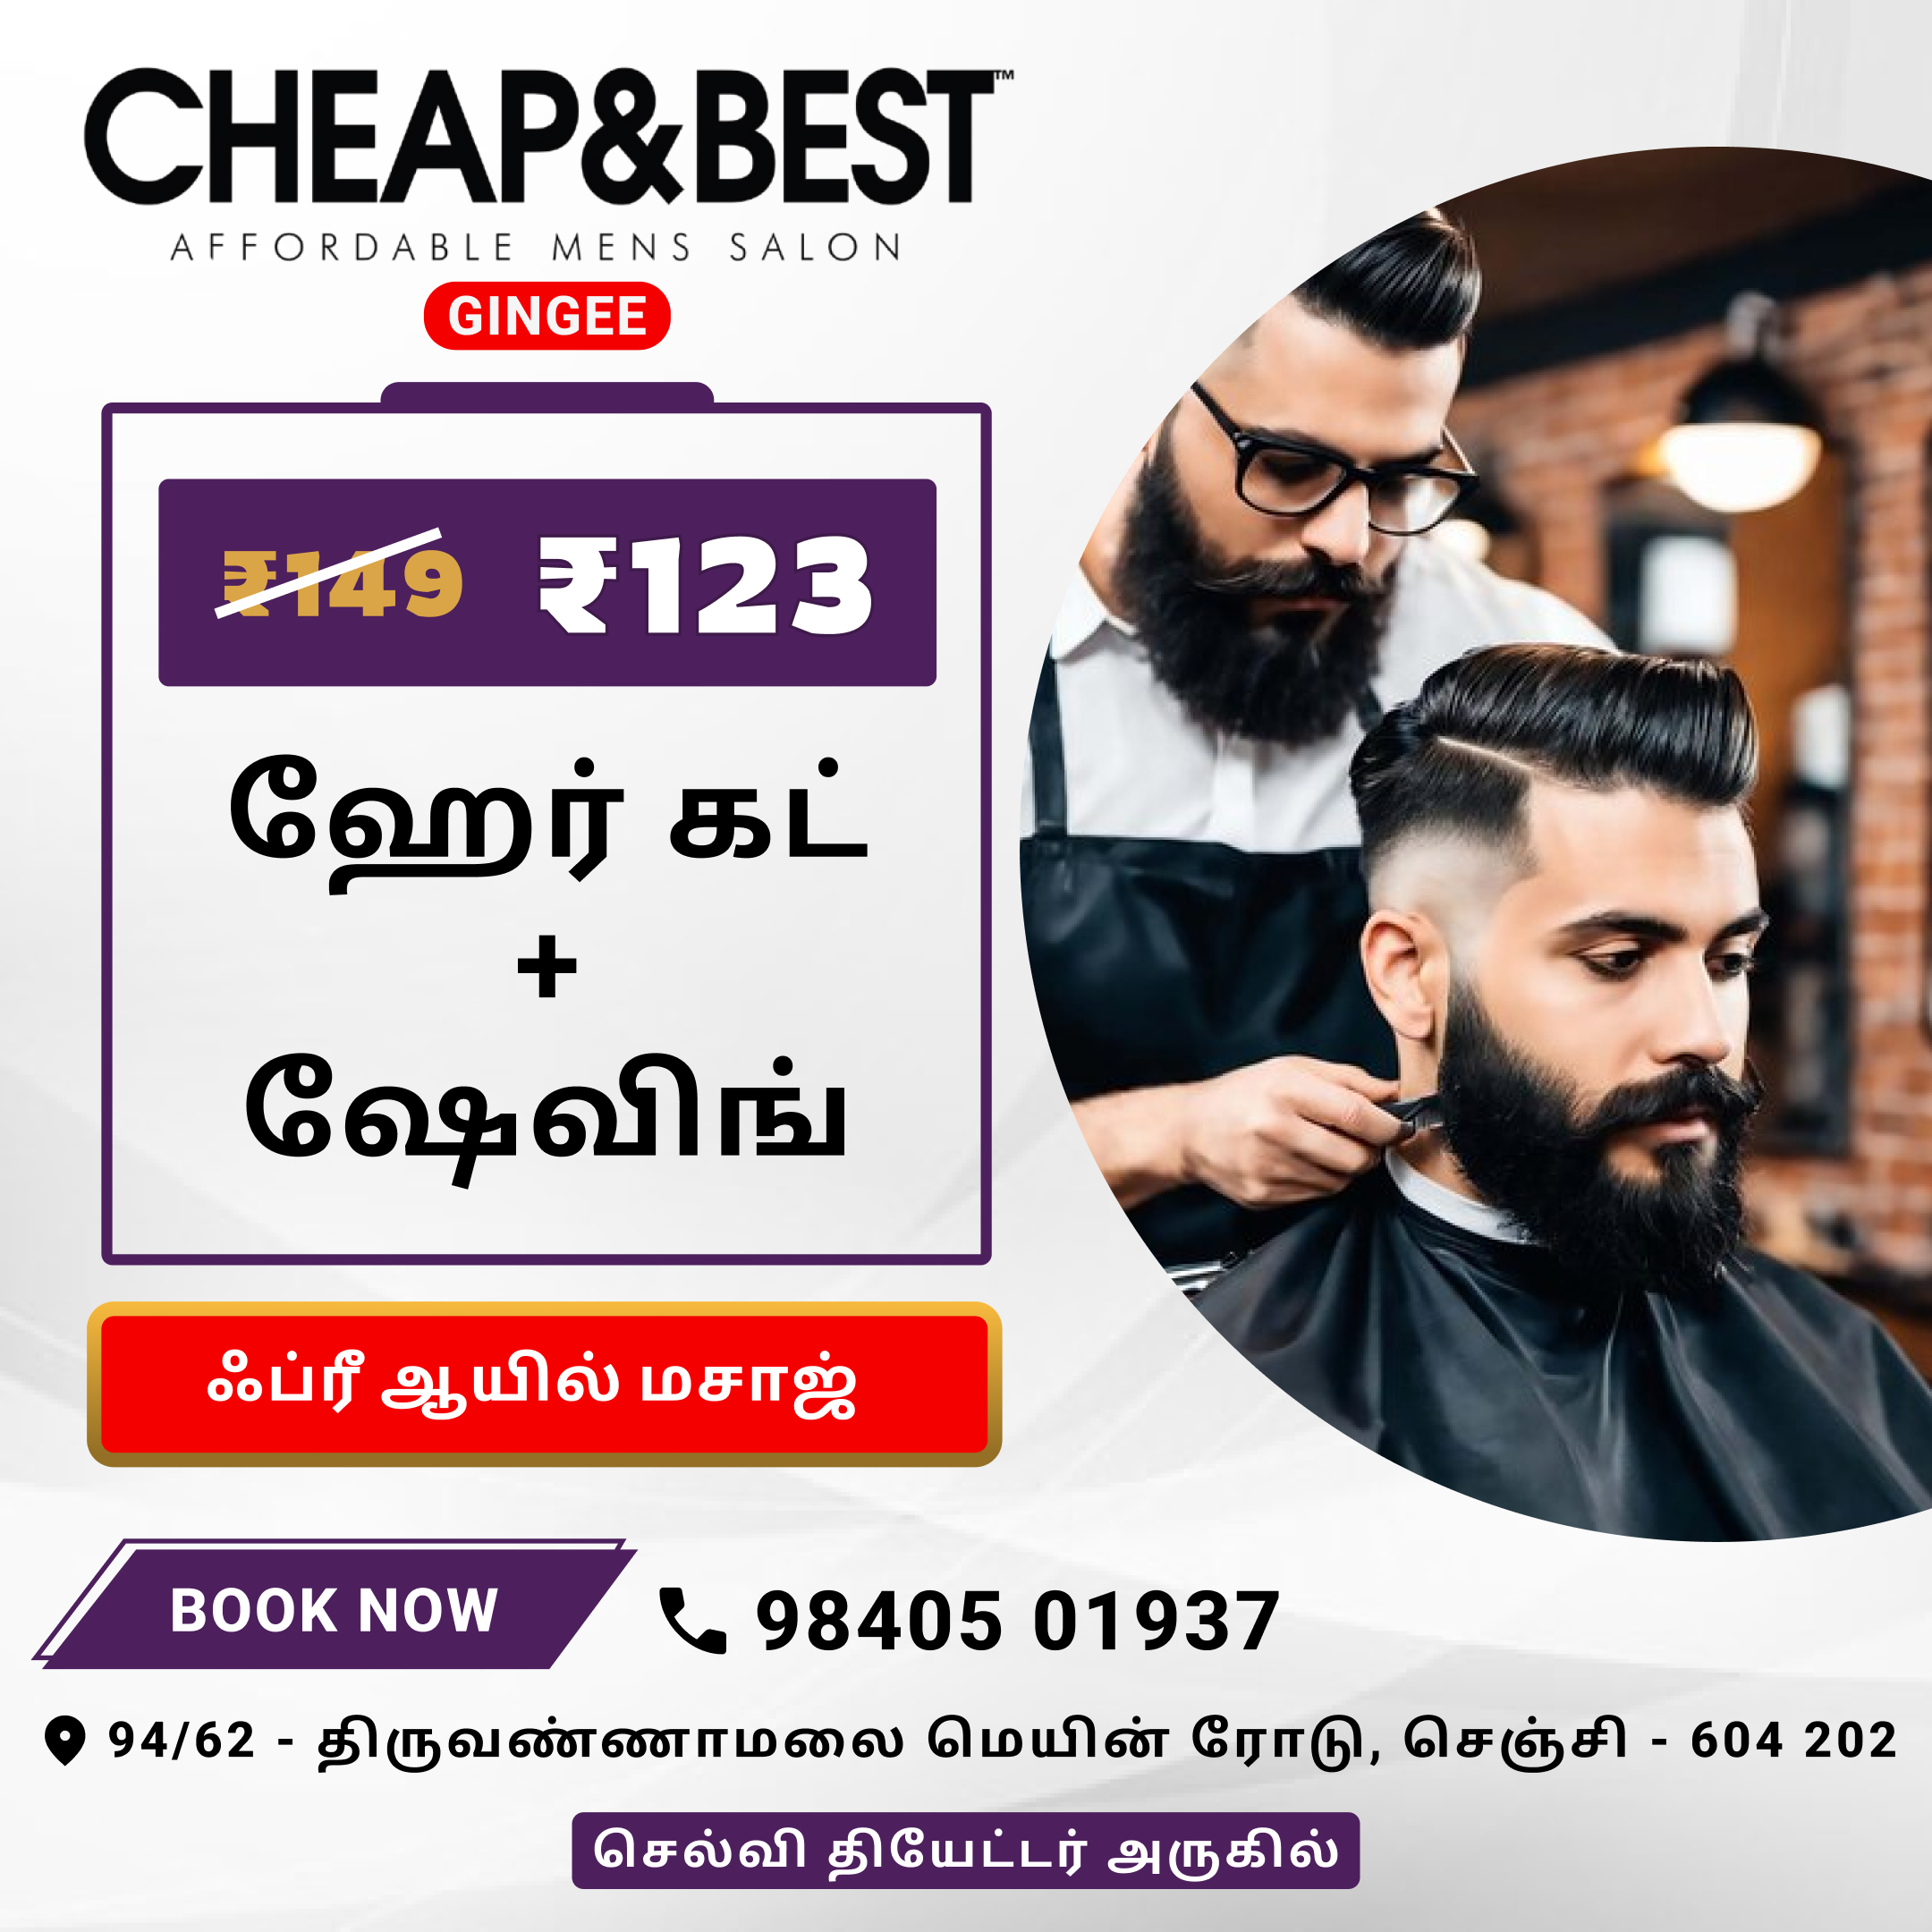 CHEAP&BEST™
AFFORDABLE MENS SALON
GINGEE
₹149 ₹123
ஹேர் கட்
+
ஷேவிங்
ஃப்ரீ ஆயில் மசாஜ்
BOOK NOW 98405 01937
94/62 - திருவண்ணாமலை மெயின் ரோடு, செஞ்சி - 604 202
செல்வி தியேட்டர் அருகில்